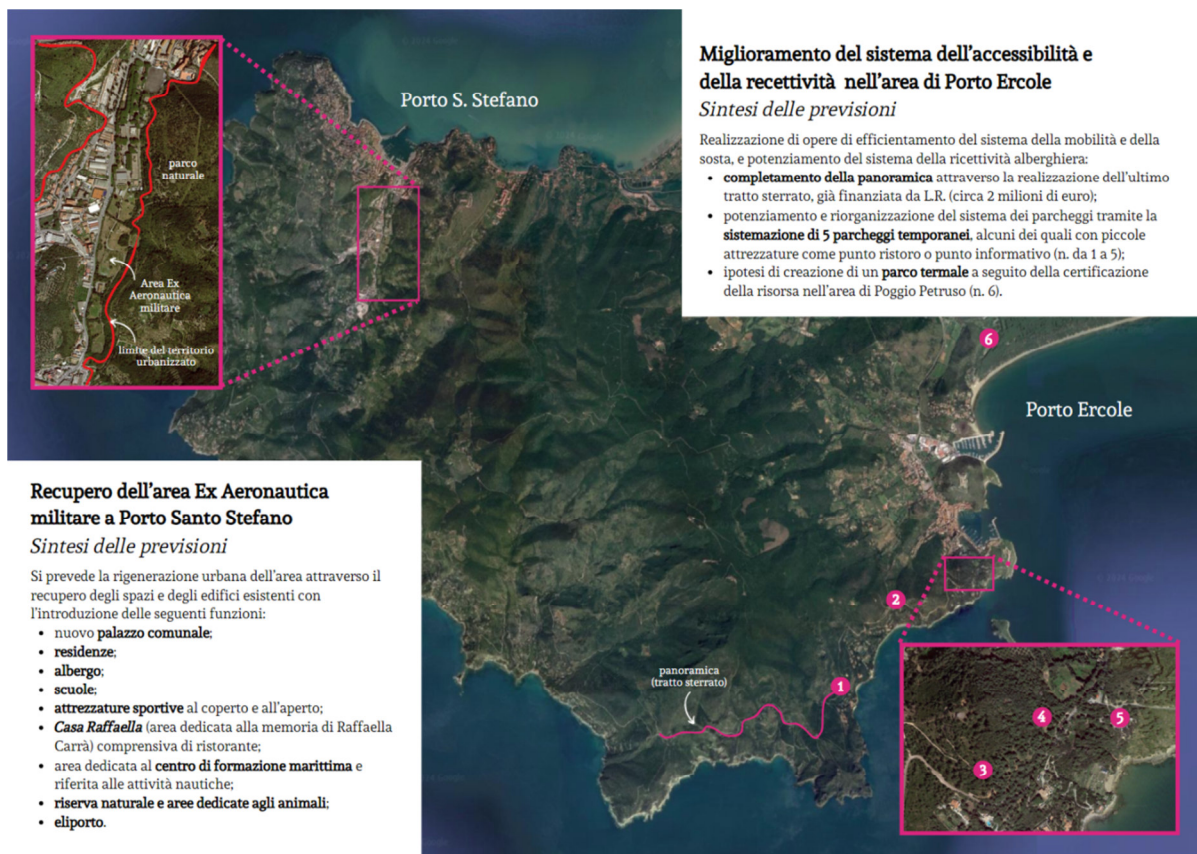 Miglioramento del sistema dell'accessibilità e
della recettività nell'area di Porto Ercole
Sintesi delle previsioni
Realizzazione di opere di efficientamento del sistema della mobilità e della
sosta, e potenziamento del sistema della ricettività alberghiera:
• completamento della panoramica attraverso la realizzazione dell'ultimo
tratto sterrato, già finanziata da L.R. (circa 2 milioni di euro);
• potenziamento e riorganizzazione del sistema dei parcheggi tramite la
sistemazione di 5 parcheggi temporanei, alcuni dei quali con piccole
attrezzature come punto ristoro o punto informativo (n. da 1 a 5);
• ipotesi di creazione di un parco termale a seguito della certificazione
della risorsa nell'area di Poggio Petruso (n. 6).
Porto S. Stefano
parco
naturale
Area Ex
Aeronautica
militare
limite del territorio
urbanizzato
6
Porto Ercole
Recupero dell'area Ex Aeronautica
militare a Porto Santo Stefano
Sintesi delle previsioni
Si prevede la rigenerazione urbana dell'area attraverso il
recupero degli spazi e degli edifici esistenti con
l'introduzione delle seguenti funzioni:
• nuovo palazzo comunale;
• residenze;
• albergo;
• scuole;
• attrezzature sportive al coperto e all'aperto;
• Casa Raffaella (area dedicata alla memoria di Raffaella
Carrà) comprensiva di ristorante;
• area dedicata al centro di formazione marittima e
riferita alle attività nautiche;
• riserva naturale e aree dedicate agli animali;
• eliporto.
2
panoramica
(tratto sterrato)
1
4
5
3